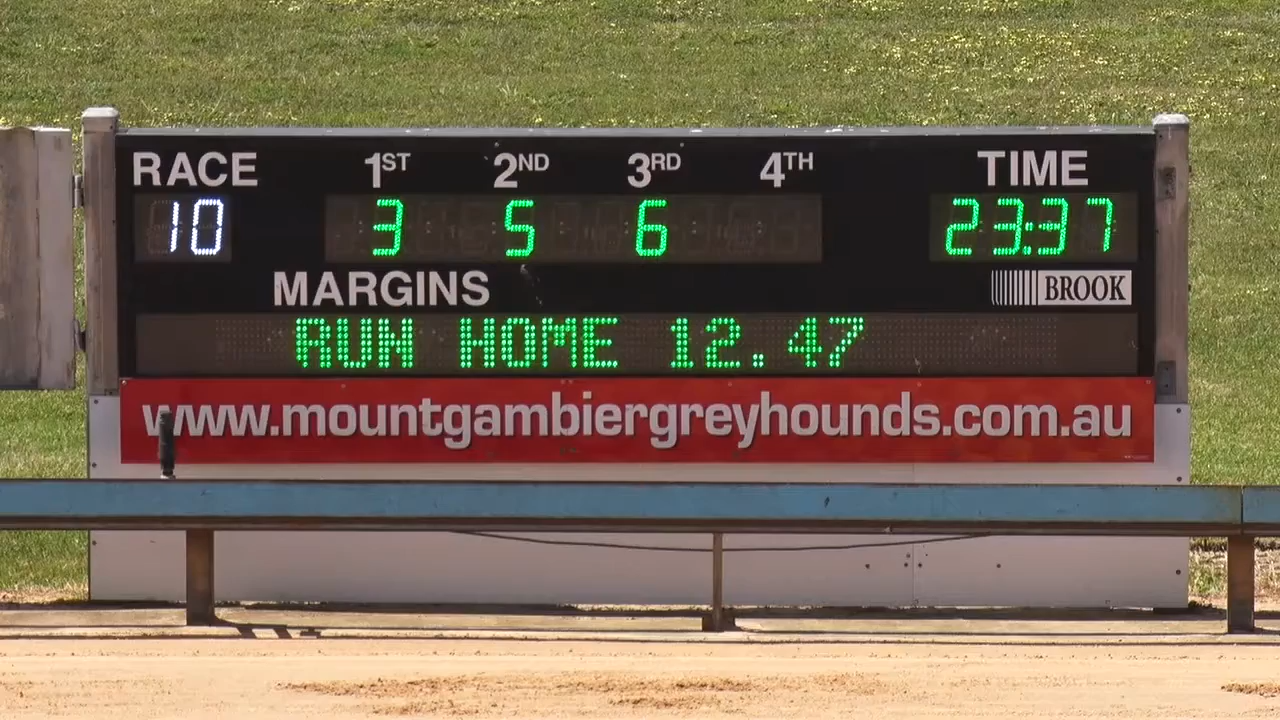 RACE 1ST 2ND 3RD 4TH TIME
10 3 5 6 23:37
MARGINS BROOK
RUN HOME 12.47
www.mountgambiergreyhounds.com.au